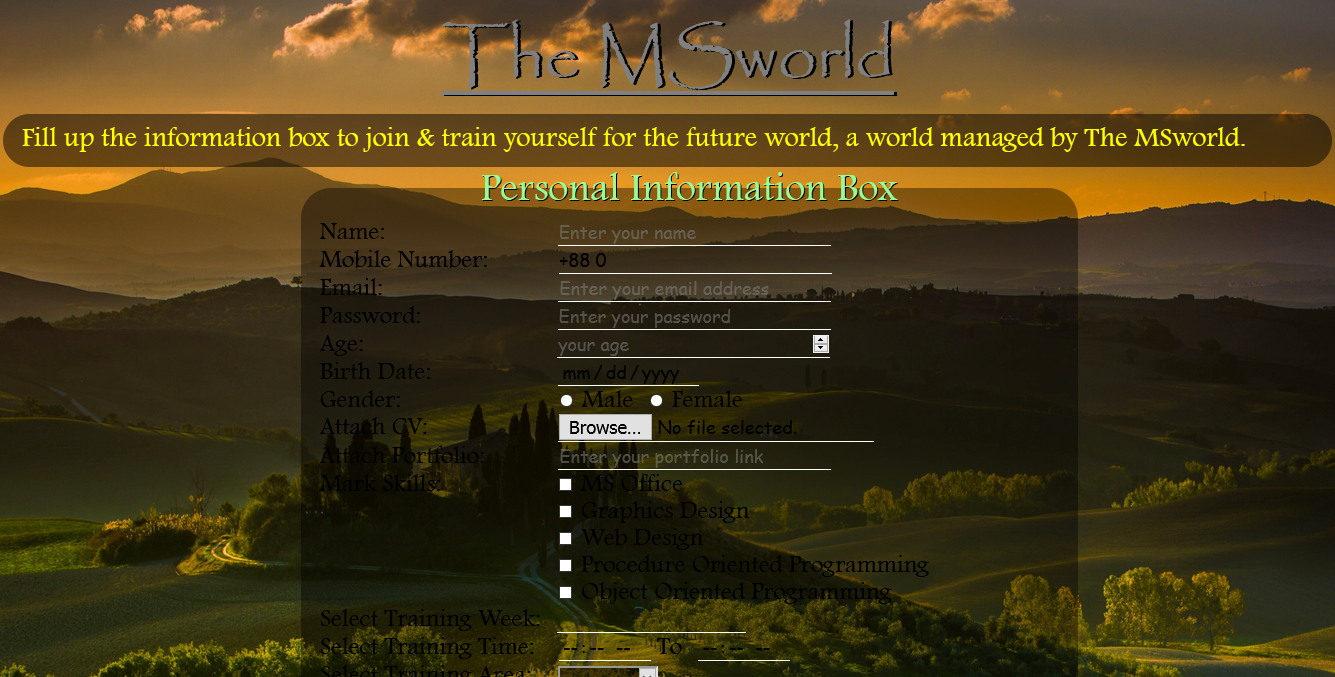 The MSworld
Fill up the information box to join & train yourself for the future world, a world managed by The MSworld.
Personal Information Box
Name: Enter your name
Mobile Number: +88 0
Email: Enter your email address
Password: Enter your password
Age: your age
Birth Date: mm / dd / yyyy
Gender: Male Female
Attach CV: Browse... No file selected.
Attach Portfolio: Enter your portfolio link
Mark Skills: MS Office
Graphics Design
Web Design
Procedure Oriented Programming
Object Oriented Programming
Select Training Week:
Select Training Time: --:-- -- To --:-- --
Select Training Area: